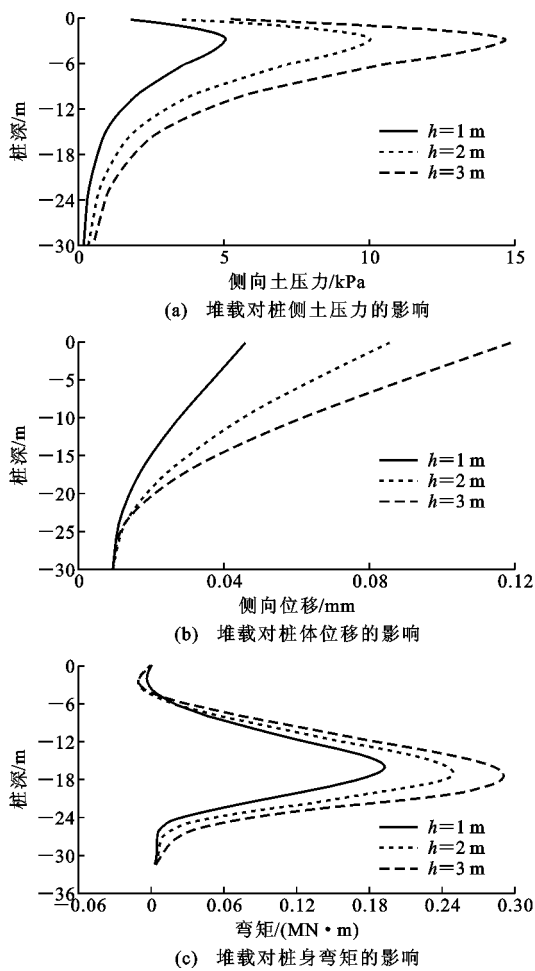 0
−6
−12
−18
−24
−30
桩深/m
h=1 m
h=2 m
h=3 m
0 5 10 15
侧向土压力/kPa
(a) 堆载对桩侧土压力的影响
0
−5
−10
−15
−20
−25
−30
桩深/m
h=1 m
h=2 m
h=3 m
0 0.04 0.08 0.12
侧向位移/mm
(b) 堆载对桩体位移的影响
0
−6
−12
−18
−24
−30
36
桩深/m
h=1 m
h=2 m
h=3 m
−0.06 0 0.06 0.12 0.18 0.24 0.30
弯矩/(MN·m)
(c) 堆载对桩身弯矩的影响